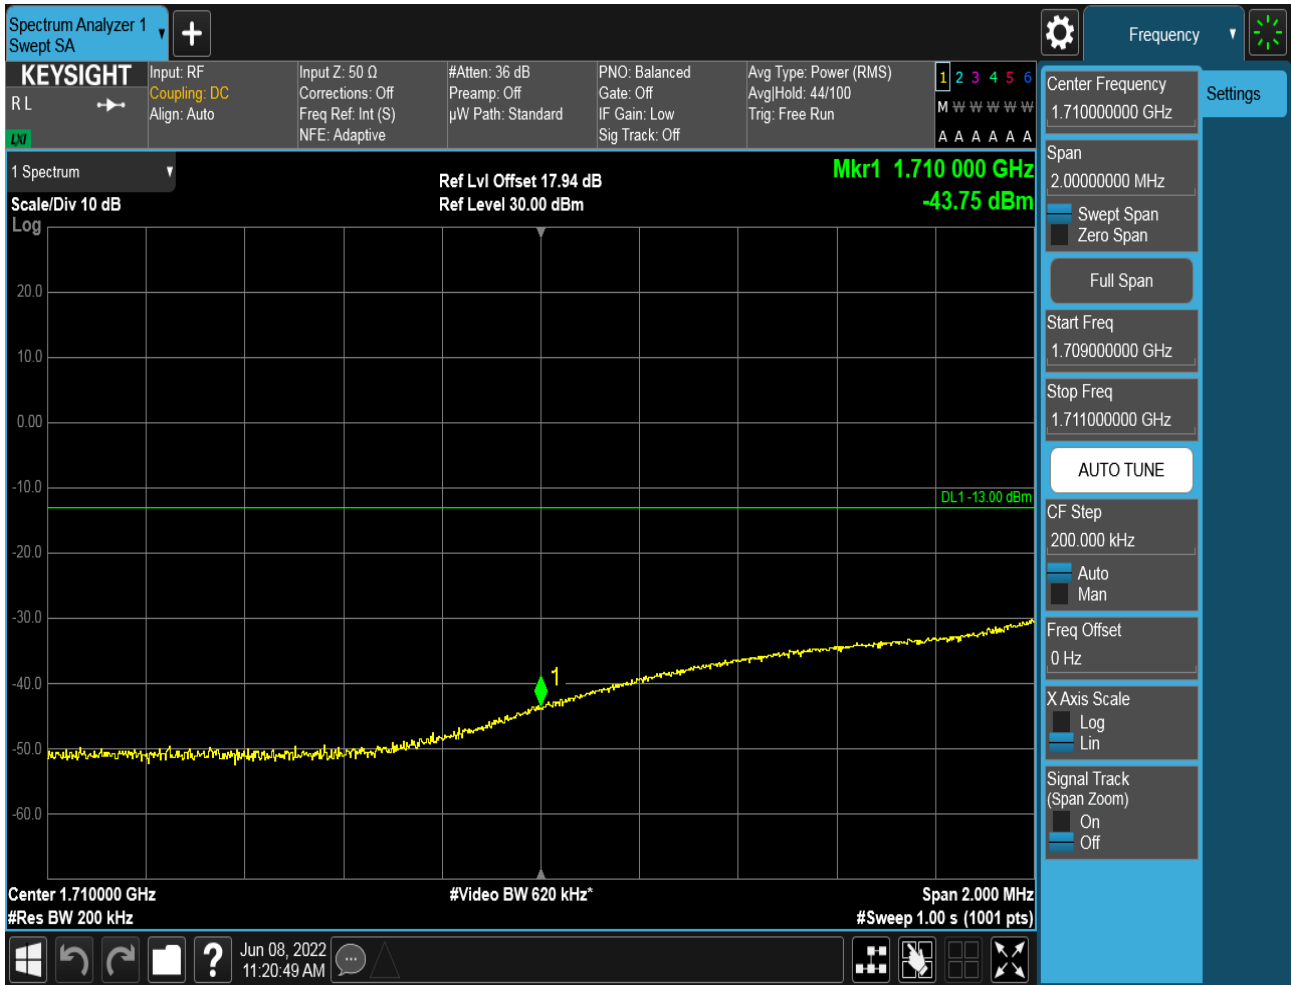 Spectrum Analyzer 1
Swept SA
Frequency
KEYSIGHT
R L
LXI
Input: RF
Coupling: DC
Align: Auto
Input Z: 50 Ω
Corrections: Off
Freq Ref: Int (S)
NFE: Adaptive
#Atten: 36 dB
Preamp: Off
µW Path: Standard
PNO: Balanced
Gate: Off
IF Gain: Low
Sig Track: Off
Avg Type: Power (RMS)
Avg|Hold: 44/100
Trig: Free Run
1 2 3 4 5 6
M W W W W W
A A A A A A
1 Spectrum
Scale/Div 10 dB
Log
Ref Lvl Offset 17.94 dB
Ref Level 30.00 dBm
Mkr1 1.710 000 GHz
-43.75 dBm
20.0
10.0
0.00
-10.0
DL1 -13.00 dBm
-20.0
-30.0
-40.0
1
-50.0
-60.0
Center 1.710000 GHz
#Video BW 620 kHz*
Span 2.000 MHz
#Res BW 200 kHz
#Sweep 1.00 s (1001 pts)
?
Jun 08, 2022
11:20:49 AM
Center Frequency
1.710000000 GHz
Settings
Span
2.00000000 MHz
Swept Span
Zero Span
Full Span
Start Freq
1.709000000 GHz
Stop Freq
1.711000000 GHz
AUTO TUNE
CF Step
200.000 kHz
Auto
Man
Freq Offset
0 Hz
X Axis Scale
Log
Lin
Signal Track
(Span Zoom)
On
Off